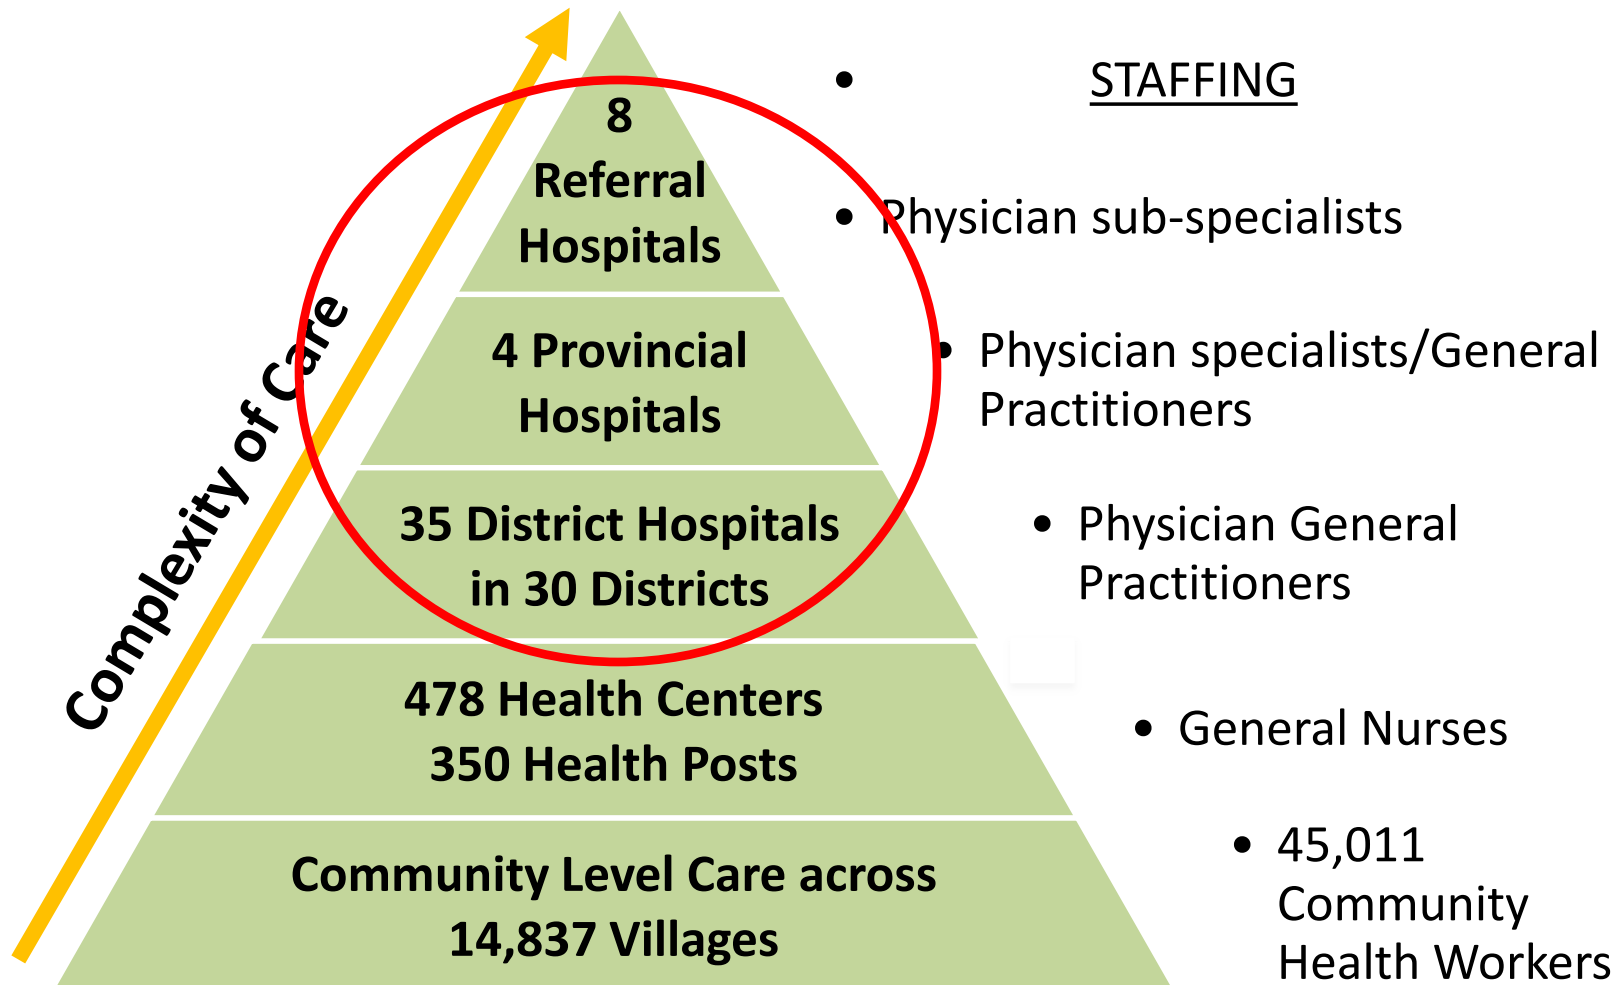 • STAFFING
8
Referral
Hospitals
• Physician sub-specialists
4 Provincial
Hospitals
• Physician specialists/General
Practitioners
35 District Hospitals
in 30 Districts
• Physician General
Practitioners
478 Health Centers
350 Health Posts
• General Nurses
Community Level Care across
14,837 Villages
• 45,011
Community
Health Workers
Complexity of Care